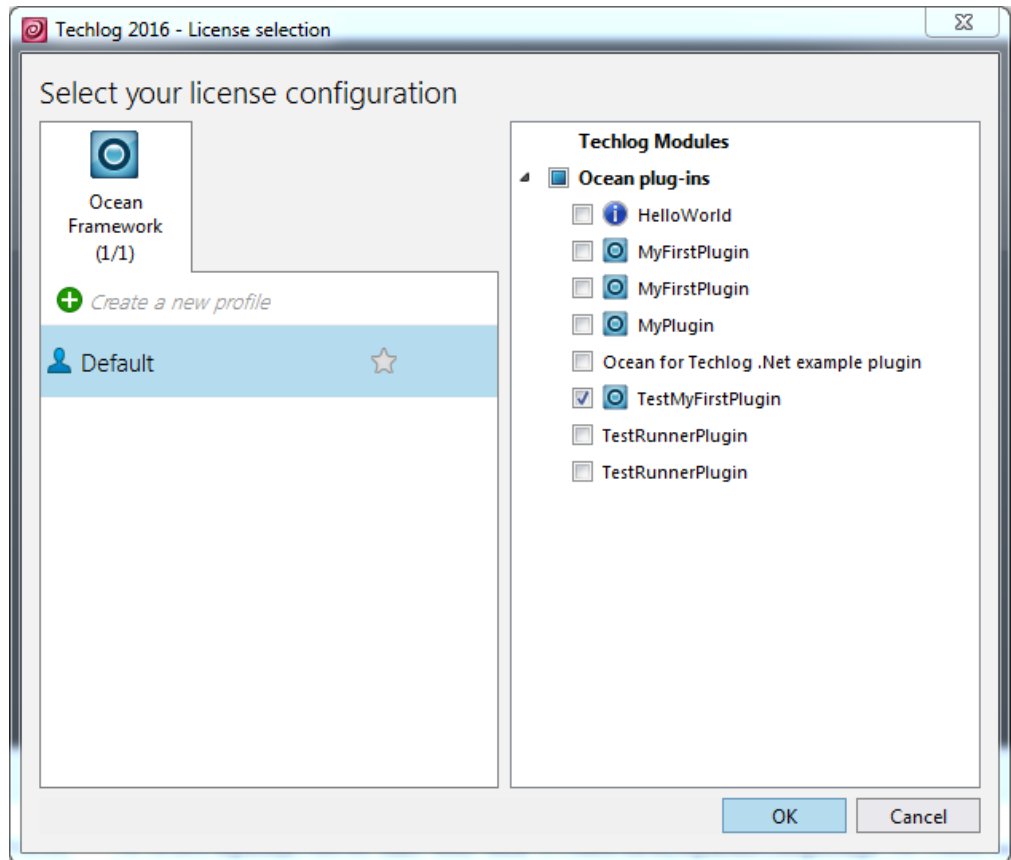 Techlog 2016 - License selection
Select your license configuration
Ocean
Framework
(1/1)
Create a new profile
Default
Techlog Modules
Ocean plug-ins
HelloWorld
MyFirstPlugin
MyFirstPlugin
MyPlugin
Ocean for Techlog .Net example plugin
TestMyFirstPlugin
TestRunnerPlugin
TestRunnerPlugin
OK
Cancel